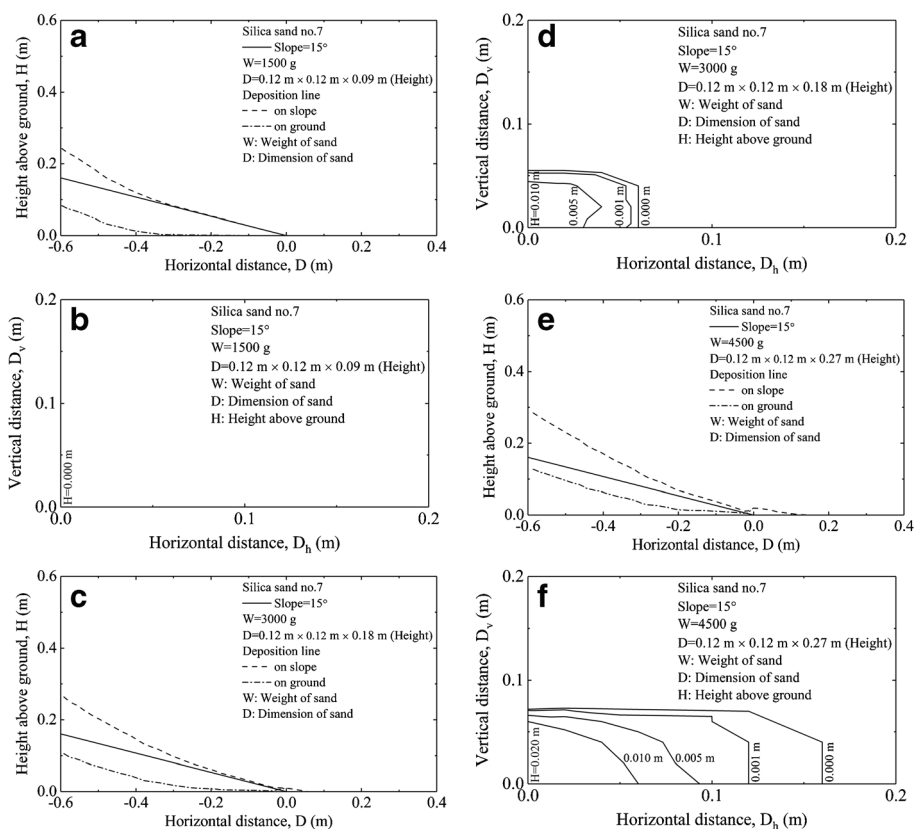 a
Silica sand no.7
Slope=15°
W=1500 g
D=0.12 m × 0.12 m × 0.09 m (Height)
Deposition line
on slope
on ground
W: Weight of sand
D: Dimension of sand
Height above ground, H (m)
0.6
0.4
0.2
0.0
-0.6 -0.4 -0.2 0.0 0.2 0.4
Horizontal distance, D (m)
b
Silica sand no.7
Slope=15°
W=1500 g
D=0.12 m × 0.12 m × 0.09 m (Height)
W: Weight of sand
D: Dimension of sand
H: Height above ground
Vertical distance, Dv (m)
0.2
0.1
0.0
H=0.000 m
0.0 0.1 0.2
Horizontal distance, Dh (m)
c
Silica sand no.7
Slope=15°
W=3000 g
D=0.12 m × 0.12 m × 0.18 m (Height)
Deposition line
on slope
on ground
W: Weight of sand
D: Dimension of sand
Height above ground, H (m)
0.6
0.4
0.2
0.0
-0.6 -0.4 -0.2 0.0 0.2 0.4
Horizontal distance, D (m)
d
Silica sand no.7
Slope=15°
W=3000 g
D=0.12 m × 0.12 m × 0.18 m (Height)
W: Weight of sand
D: Dimension of sand
H: Height above ground
Vertical distance, Dv (m)
0.2
0.1
0.0
H=0.010 m
0.005 m
0.001 m
0.000 m
0.0 0.1 0.2
Horizontal distance, Dh (m)
e
Silica sand no.7
Slope=15°
W=4500 g
D=0.12 m × 0.12 m × 0.27 m (Height)
Deposition line
on slope
on ground
W: Weight of sand
D: Dimension of sand
Height above ground, H (m)
0.6
0.4
0.2
0.0
-0.6 -0.4 -0.2 0.0 0.2 0.4
Horizontal distance, D (m)
f
Silica sand no.7
Slope=15°
W=4500 g
D=0.12 m × 0.12 m × 0.27 m (Height)
W: Weight of sand
D: Dimension of sand
H: Height above ground
Vertical distance, Dv (m)
0.2
0.1
0.0
H=0.020 m
0.010 m
0.005 m
0.001 m
0.000 m
0.0 0.1 0.2
Horizontal distance, Dh (m)